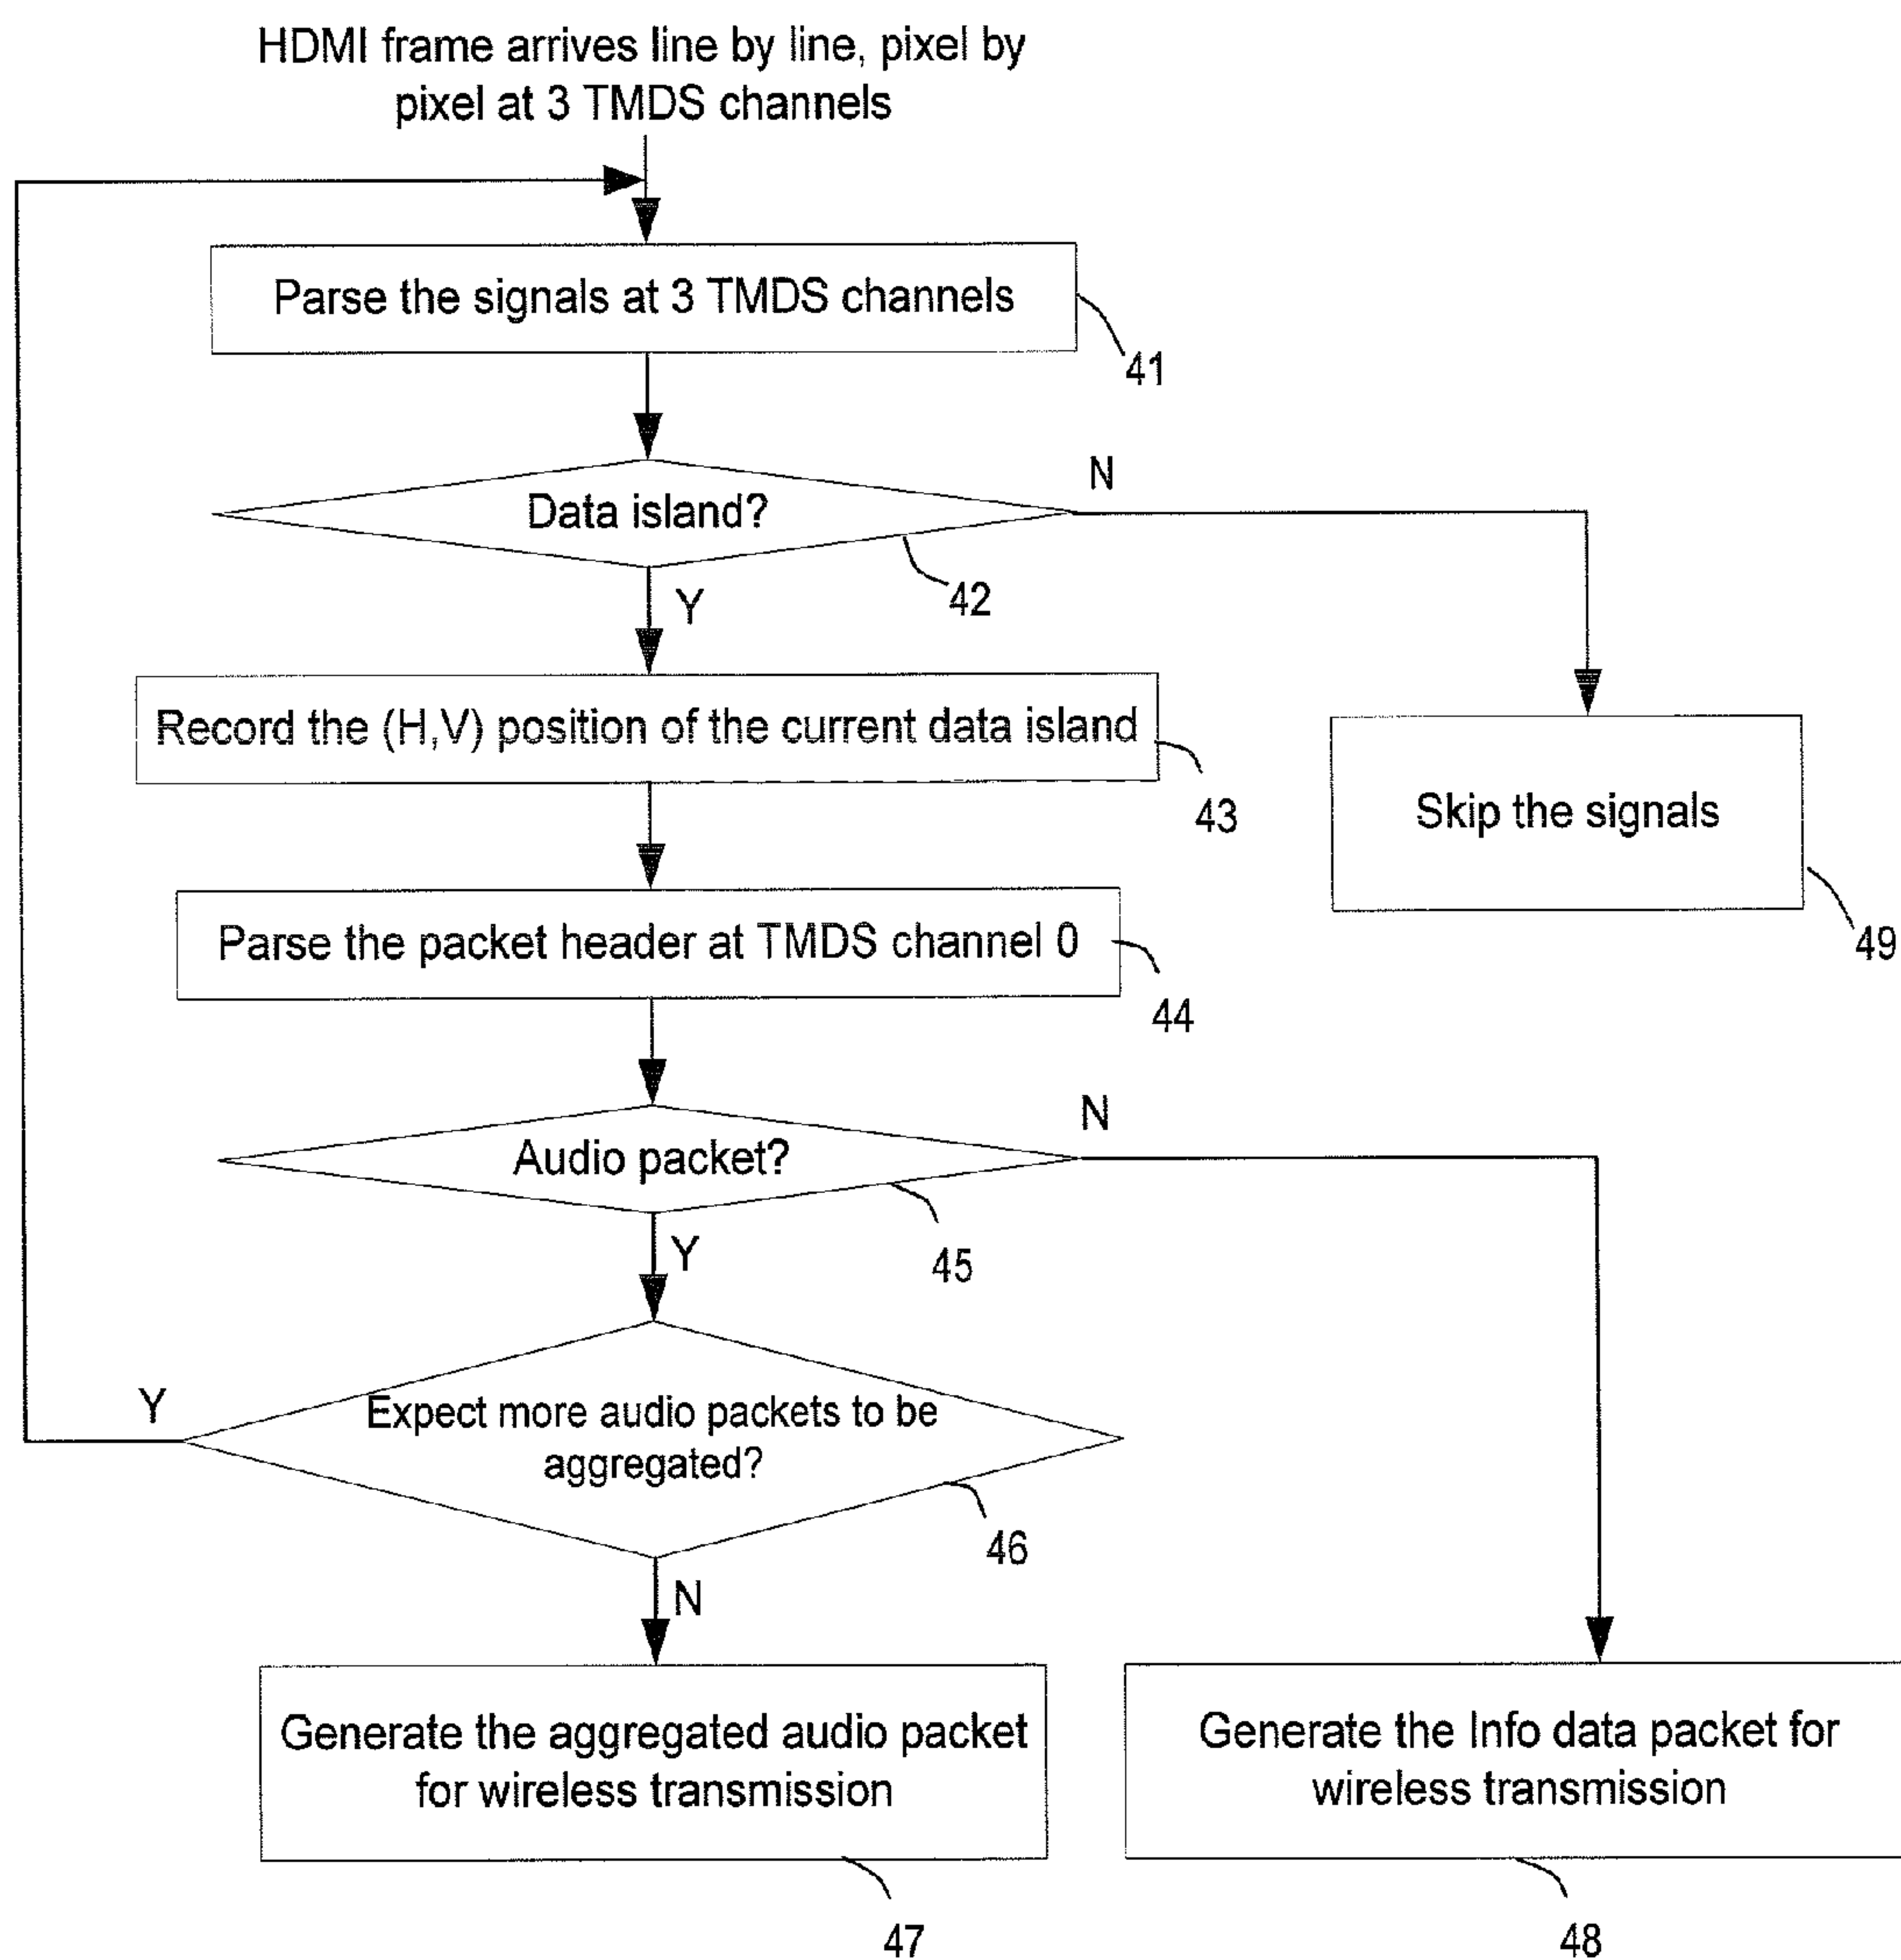 HDMI frame arrives line by line, pixel by
pixel at 3 TMDS channels
Parse the signals at 3 TMDS channels
41
Data island?
N
42
Y
Record the (H,V) position of the current data island
43
Skip the signals
49
Parse the packet header at TMDS channel 0
44
Audio packet?
N
45
Y
Expect more audio packets to be
aggregated?
Y
46
N
Generate the aggregated audio packet
for wireless transmission
47
Generate the Info data packet for
wireless transmission
48